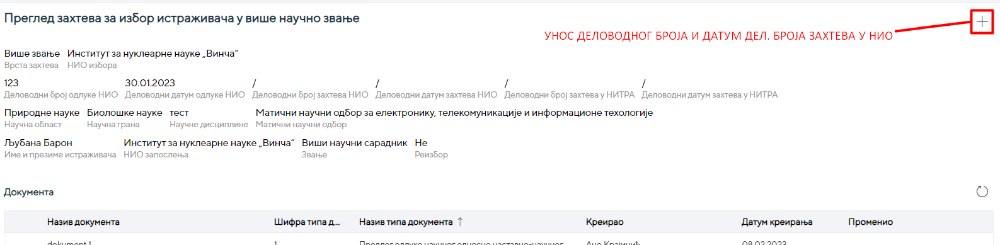 Преглед захтева за избор истраживача у више научно звање
УНОС ДЕЛОВОДНОГ БРОЈА И ДАТУМ ДЕЛ. БРОЈА ЗАХТЕВА У НИО
Више звање Институт за нуклеарне науке „Винча“
Врста захтева НИО избора
123 30.01.2023 / / / /
Деловодни број одлуке НИО Деловодни датум одлуке НИО Деловодни број захтева НИО Деловодни датум захтева НИО Деловодни број захтева у НИТРА Деловодни датум захтева у НИТРА
Природне науке Биолошке науке тест Матични научни одбор за електронику, телекомуникације и информационе техологије
Научна област Научна грана Научне дисциплине Матични научни одбор
Љубана Барон Институт за нуклеарне науке „Винча“ Виши научни сарадник Не
Име и презиме истраживача НИО запослења Звање Реизбор
Документа
Назив документа Шифра типа д... Назив типа документа ↑ Креирао Датум креирања Променио
dokument 1 1 Предлог одлуке научног односно наставно-научног 08.02.2023